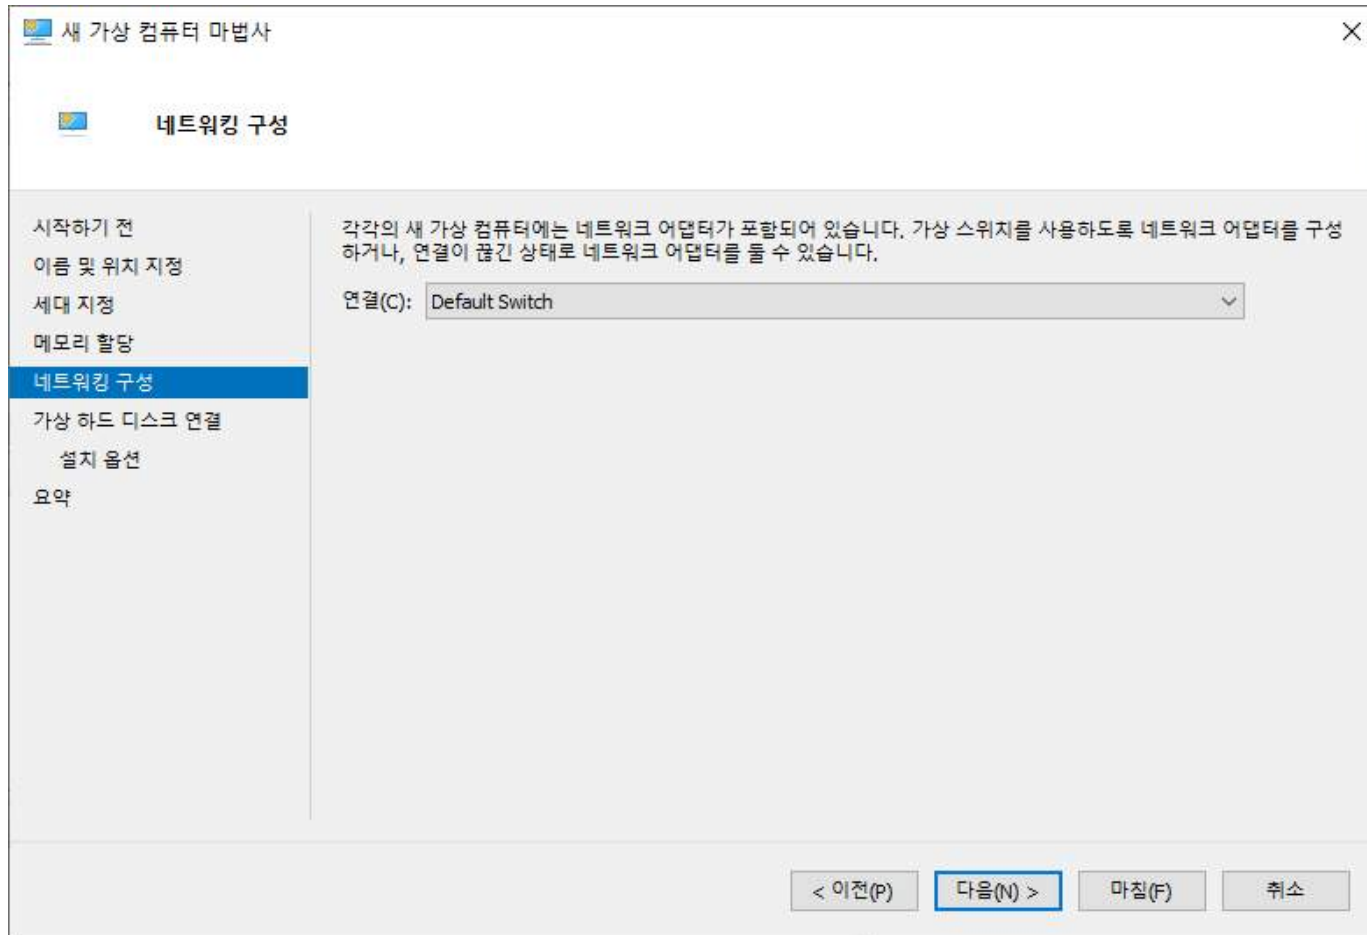 새 가상 컴퓨터 마법사
네트워킹 구성
시작하기 전
이름 및 위치 지정
세대 지정
메모리 할당
네트워킹 구성
가상 하드 디스크 연결
설치 옵션
요약
각각의 새 가상 컴퓨터에는 네트워크 어댑터가 포함되어 있습니다. 가상 스위치를 사용하도록 네트워크 어댑터를 구성
하거나, 연결이 끊긴 상태로 네트워크 어댑터를 둘 수 있습니다.
연결(C): Default Switch
< 이전(P) 다음(N) > 마침(F) 취소